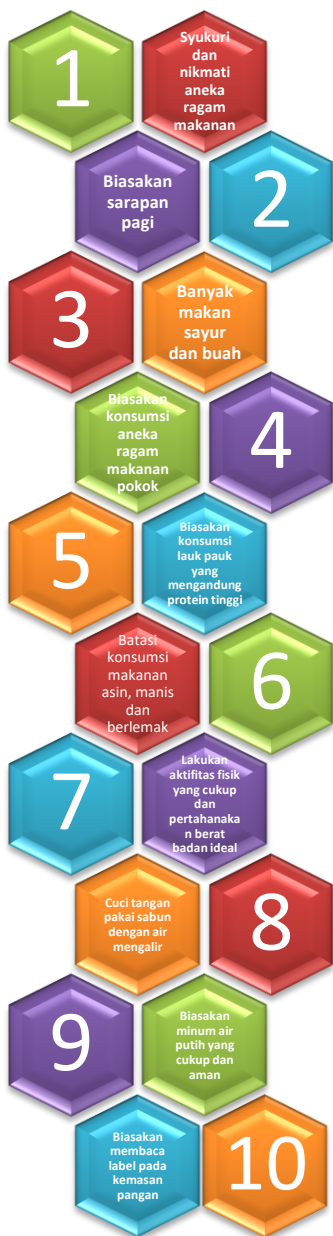 1
Syukuri
dan
nikmati
aneka
ragam
makanan
Biasakan
sarapan
pagi
2
3
Banyak
makan
sayur
dan buah
Biasakan
konsumsi
aneka
ragam
makanan
pokok
4
5
Biasakan
konsumsi
lauk pauk
yang
mengandung
protein tinggi
Batasi
konsumsi
makanan
asin, manis
dan
berlemak
6
7
Lakukan
aktifitas fisik
yang cukup
dan
pertahanaka
n berat
badan ideal
Cuci tangan
pakai sabun
dengan air
mengalir
8
9
Biasakan
minum air
putih yang
cukup dan
aman
Biasakan
membaca
label pada
kemasan
pangan
10